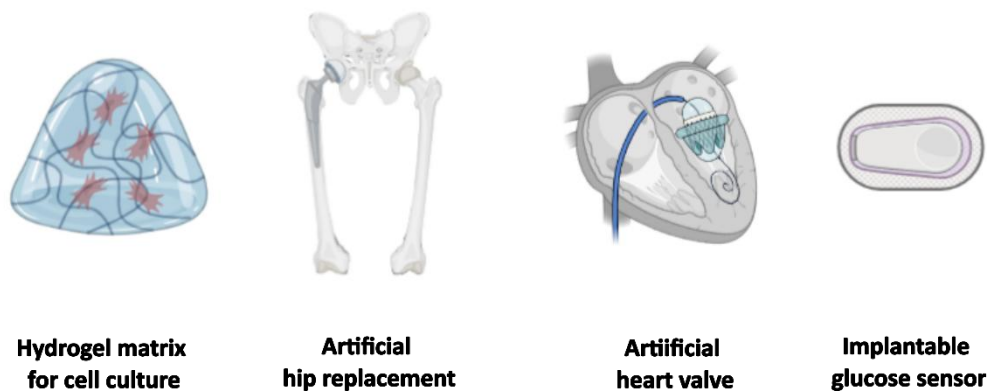 Hydrogel matrix
for cell culture
Artificial
hip replacement
Artiificial
heart valve
Implantable
glucose sensor